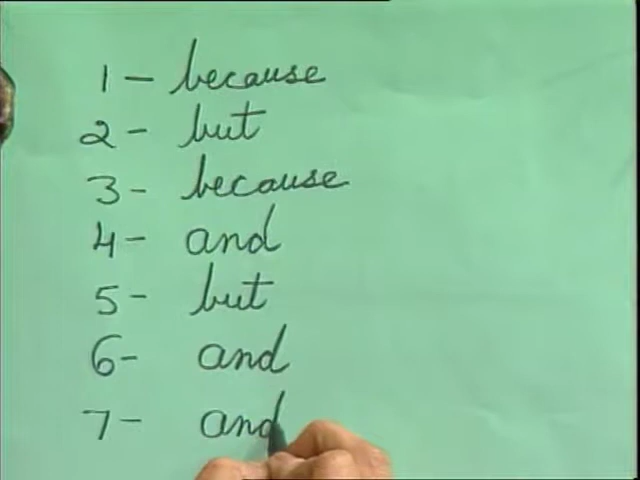 1 - because
2 - but
3 - because
4 - and
5 - but
6 - and
7 - and